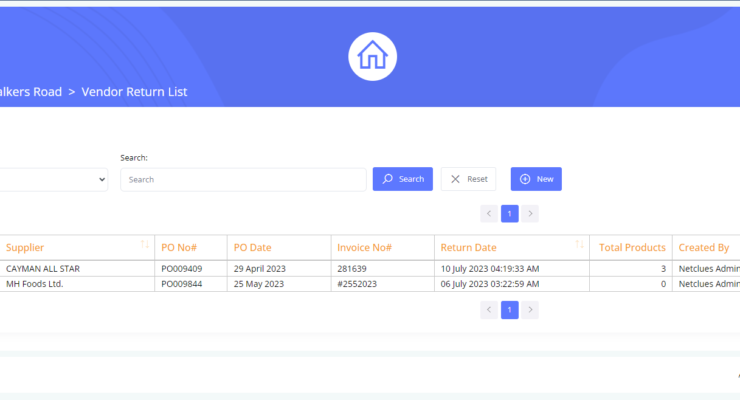 alkers Road > Vendor Return List
Search:
Search Search Reset New
1
Supplier PO No# PO Date Invoice No# Return Date Total Products Created By
CAYMAN ALL STAR PO009409 29 April 2023 281639 10 July 2023 04:19:33 AM 3 Netclues Admin
MH Foods Ltd. PO009844 25 May 2023 #2552023 06 July 2023 03:22:59 AM 0 Netclues Admin
1